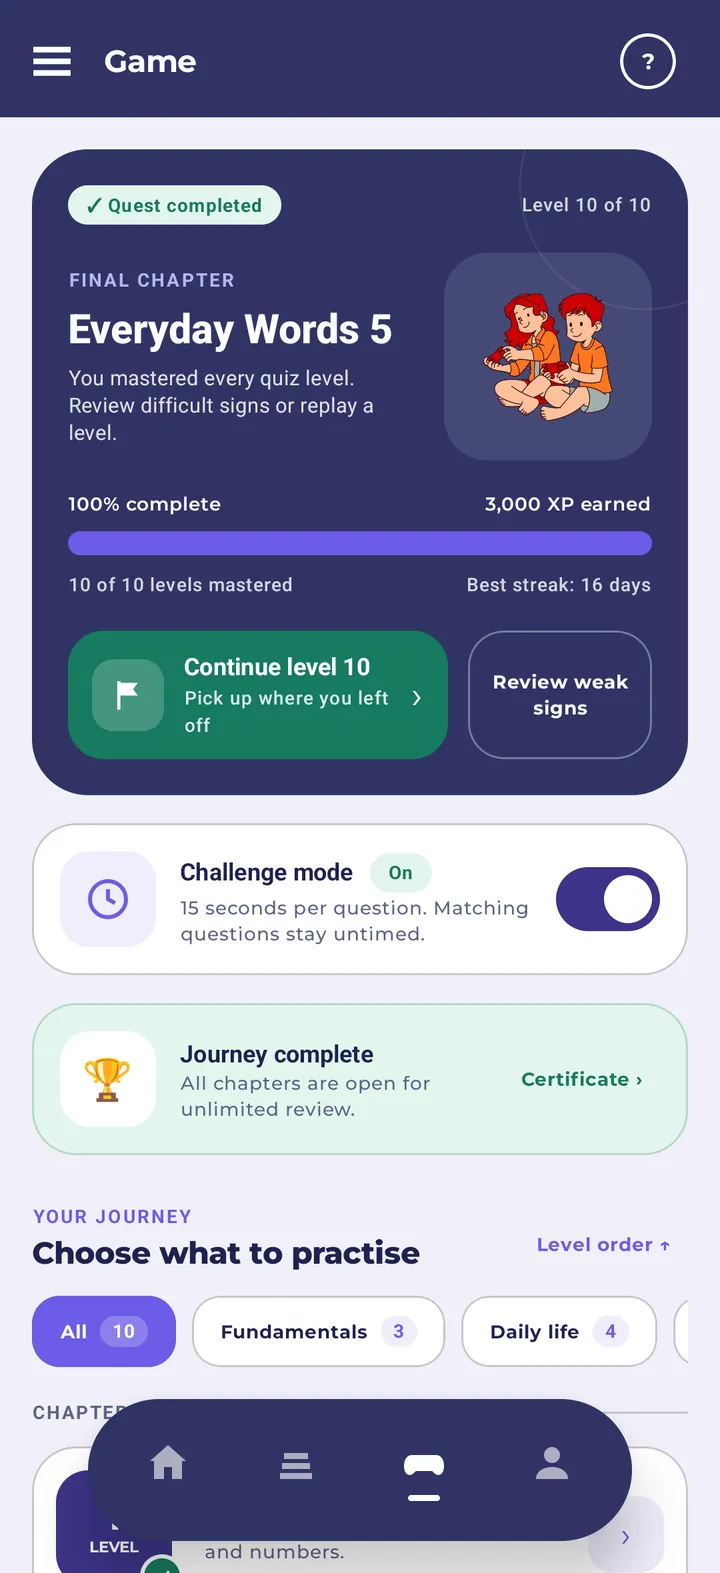 Game
?
✓ Quest completed
Level 10 of 10
FINAL CHAPTER
Everyday Words 5
You mastered every quiz level.
Review difficult signs or replay a
level.
100% complete
3,000 XP earned
10 of 10 levels mastered
Best streak: 16 days
Continue level 10
Pick up where you left
off
›
Review weak
signs
Challenge mode
On
15 seconds per question. Matching
questions stay untimed.
Journey complete
All chapters are open for
unlimited review.
Certificate ›
YOUR JOURNEY
Choose what to practise
Level order ↑
All 10
Fundamentals 3
Daily life 4
LEVEL
and numbers.
›